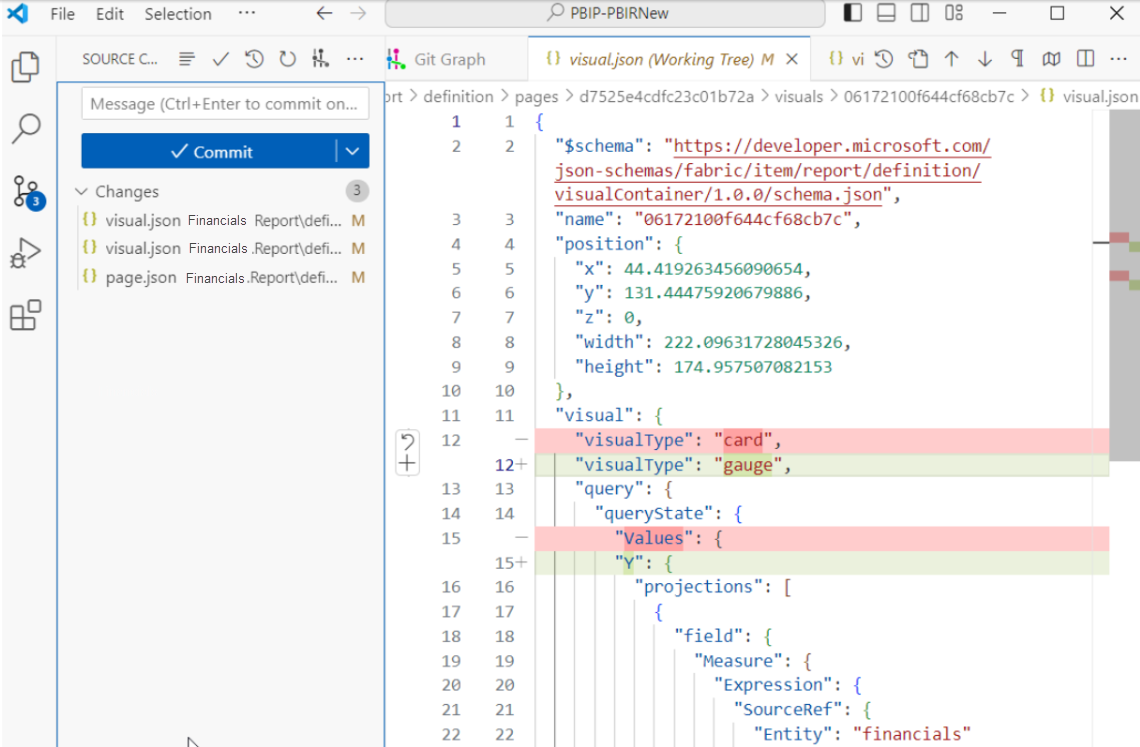 File Edit Selection ··· PBIP-PBIRNew
SOURCE C... ···
Git Graph
{} visual.json (Working Tree) M
{} vi ···
Message (Ctrl+Enter to commit on...
Commit
Changes 3
{} visual.json Financials Report\defi... M
{} visual.json Financials.Report\defi... M
{} page.json Financials.Report\defi... M
3
ort > definition > pages > d7525e4cdfc23c01b72a > visuals > 06172100f644cf68cb7c > {} visual.json
1 1 {
2 2 "$schema": "https://developer.microsoft.com/
json-schemas/fabric/item/report/definition/
visualContainer/1.0.0/schema.json",
3 3 "name": "06172100f644cf68cb7c",
4 4 "position": {
5 5 "x": 44.419263456090654,
6 6 "y": 131.44475920679886,
7 7 "z": 0,
8 8 "width": 222.09631728045326,
9 9 "height": 174.957507082153
10 10 },
11 11 "visual": {
12 — "visualType": "card",
12+ "visualType": "gauge",
13 13 "query": {
14 14 "queryState": {
15 — "Values": {
15+ "Y": {
16 16 "projections": [
17 17 {
18 18 "field": {
19 19 "Measure": {
20 20 "Expression": {
21 21 "SourceRef": {
22 22 "Entity": "financials"